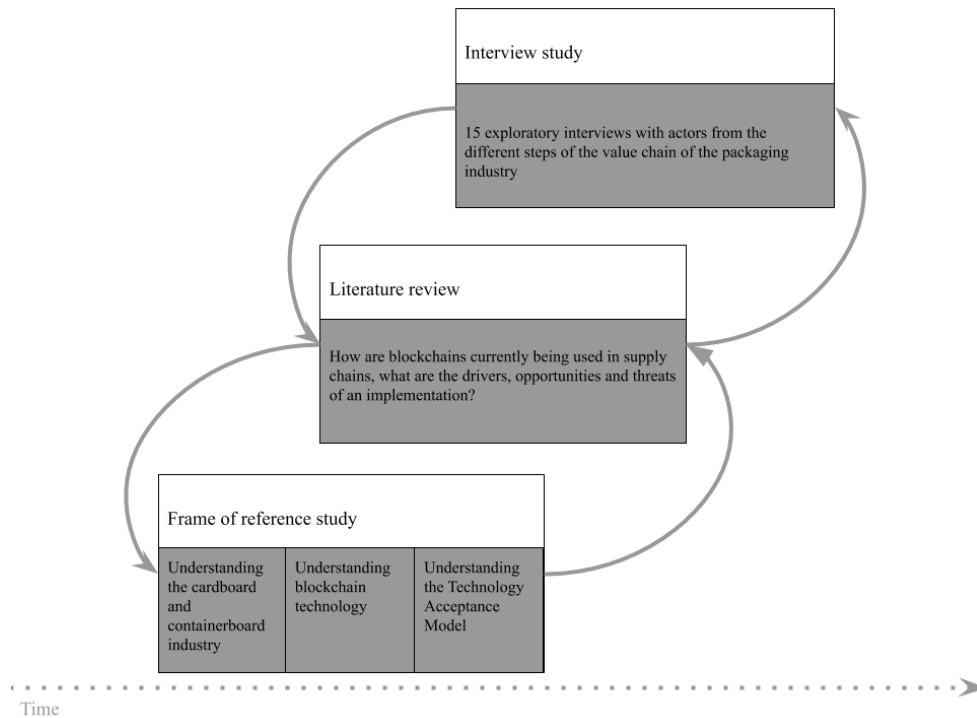 Interview study
15 exploratory interviews with actors from the
different steps of the value chain of the packaging
industry
Literature review
How are blockchains currently being used in supply
chains, what are the drivers, opportunities and threats
of an implementation?
Frame of reference study
Understanding
the cardboard
and
containerboard
industry
Understanding
blockchain
technology
Understanding
the Technology
Acceptance
Model
Time